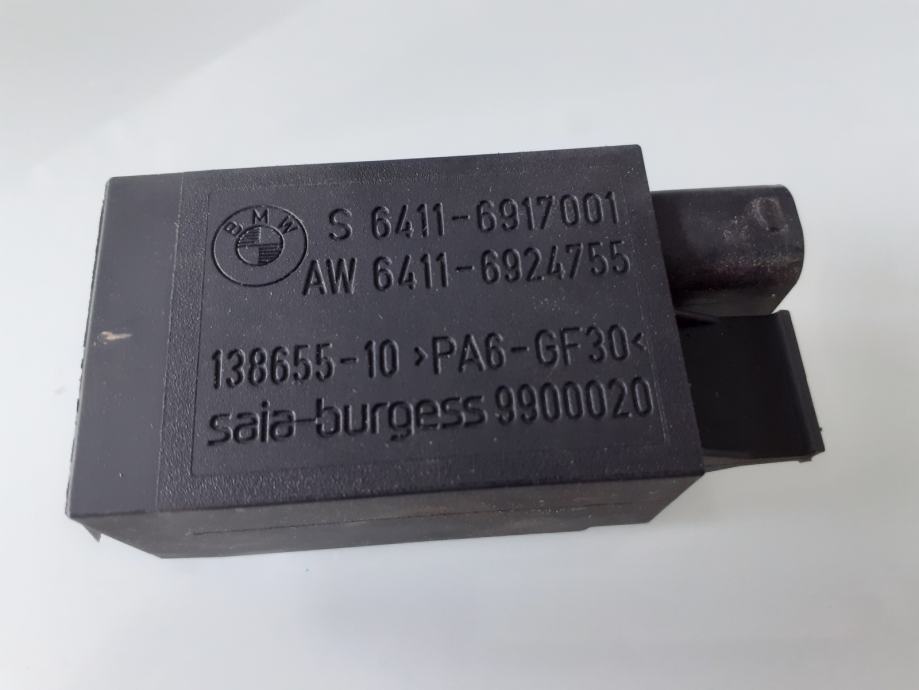 BMW
S 6411-6917001
AW 6411-6924755
138655-10 >PA6-GF30<
saia-burgess 9900020